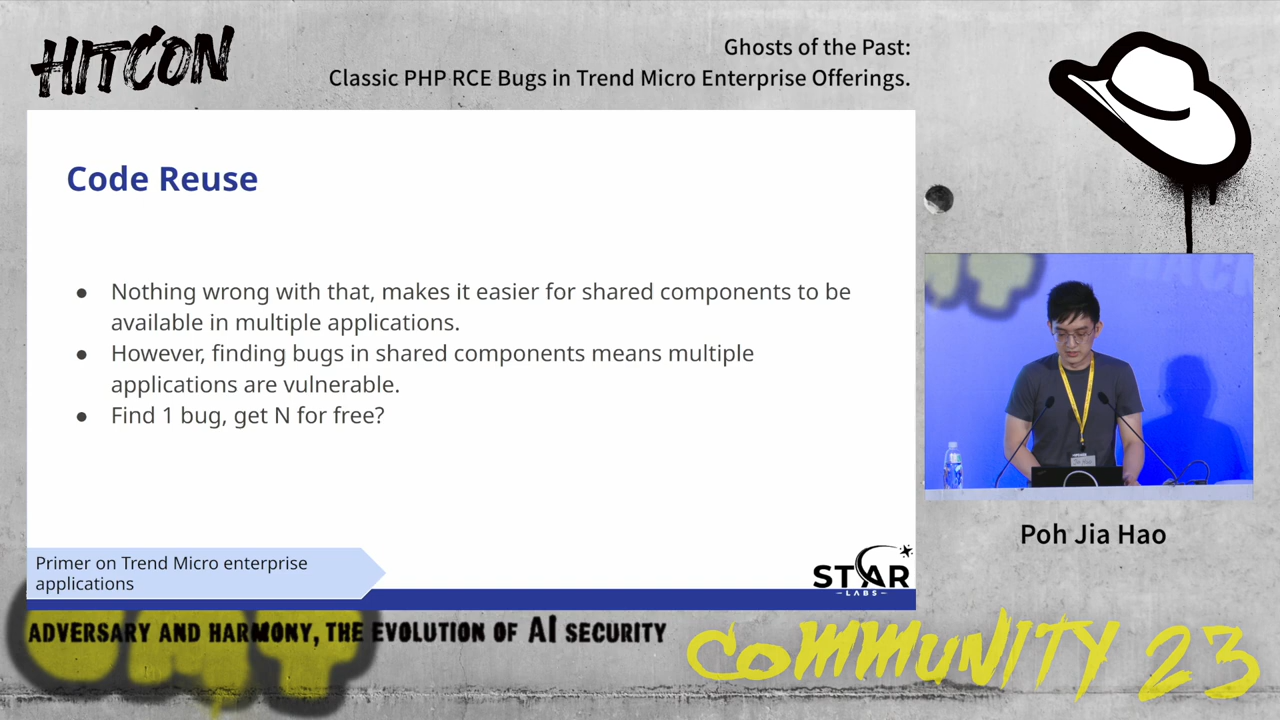 HITCON
Ghosts of the Past:
Classic PHP RCE Bugs in Trend Micro Enterprise Offerings.
Code Reuse
● Nothing wrong with that, makes it easier for shared components to be
available in multiple applications.
● However, finding bugs in shared components means multiple
applications are vulnerable.
● Find 1 bug, get N for free?
Primer on Trend Micro enterprise
applications
STAR
LABS
Poh Jia Hao
ADVERSARY AND HARMONY, THE EVOLUTION OF AI SECURITY
COMMUNITY 23